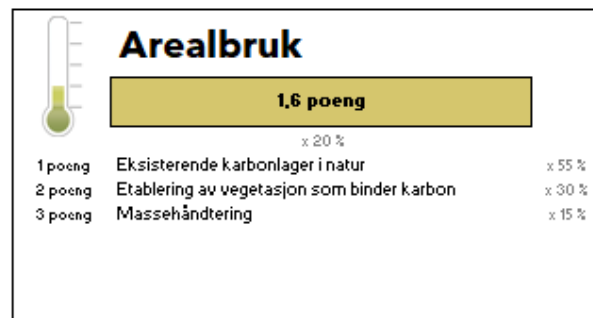 Arealbruk
1,6 poeng
x 20 %
1 poeng Eksisterende karbonlager i natur x 55 %
2 poeng Etablering av vegetasjon som binder karbon x 30 %
3 poeng Massehåndtering x 15 %